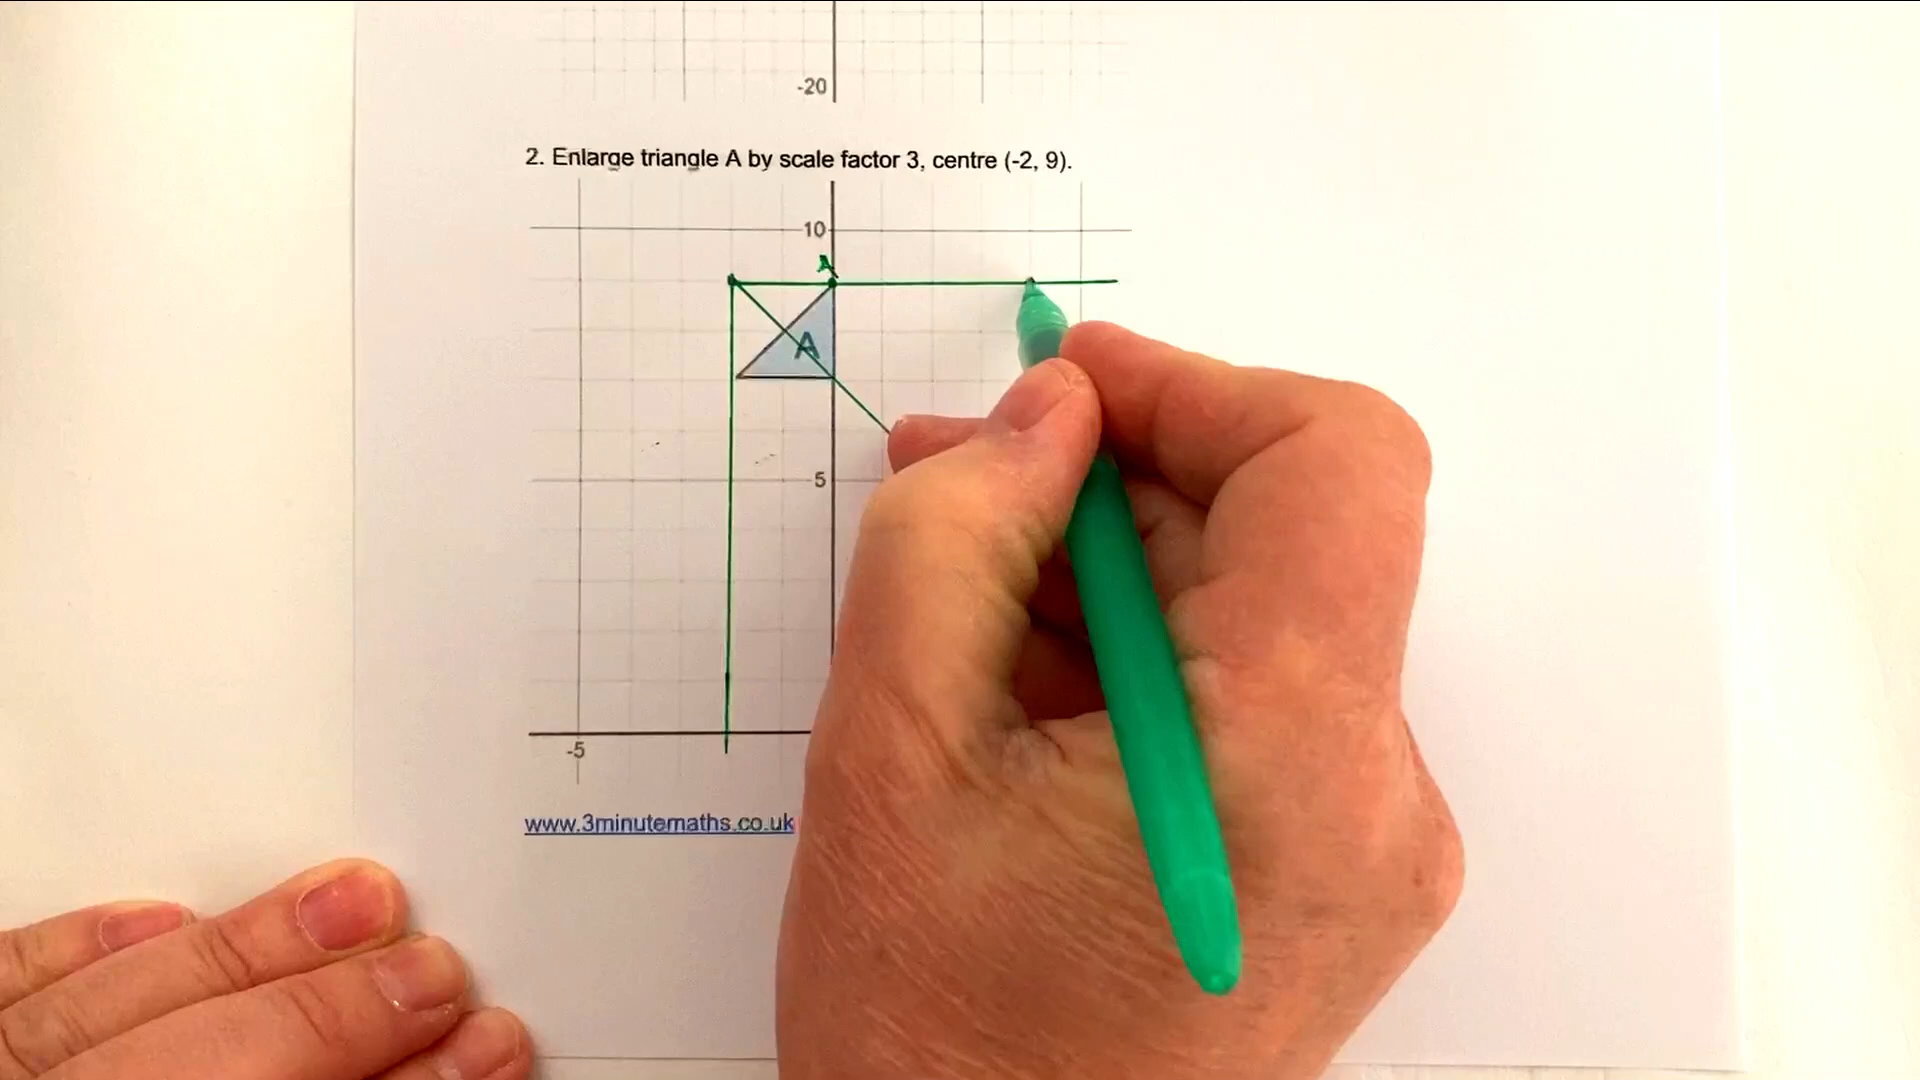 -20
2. Enlarge triangle A by scale factor 3, centre (-2, 9).
10
A
A
5
-5
www.3minutemaths.co.uk